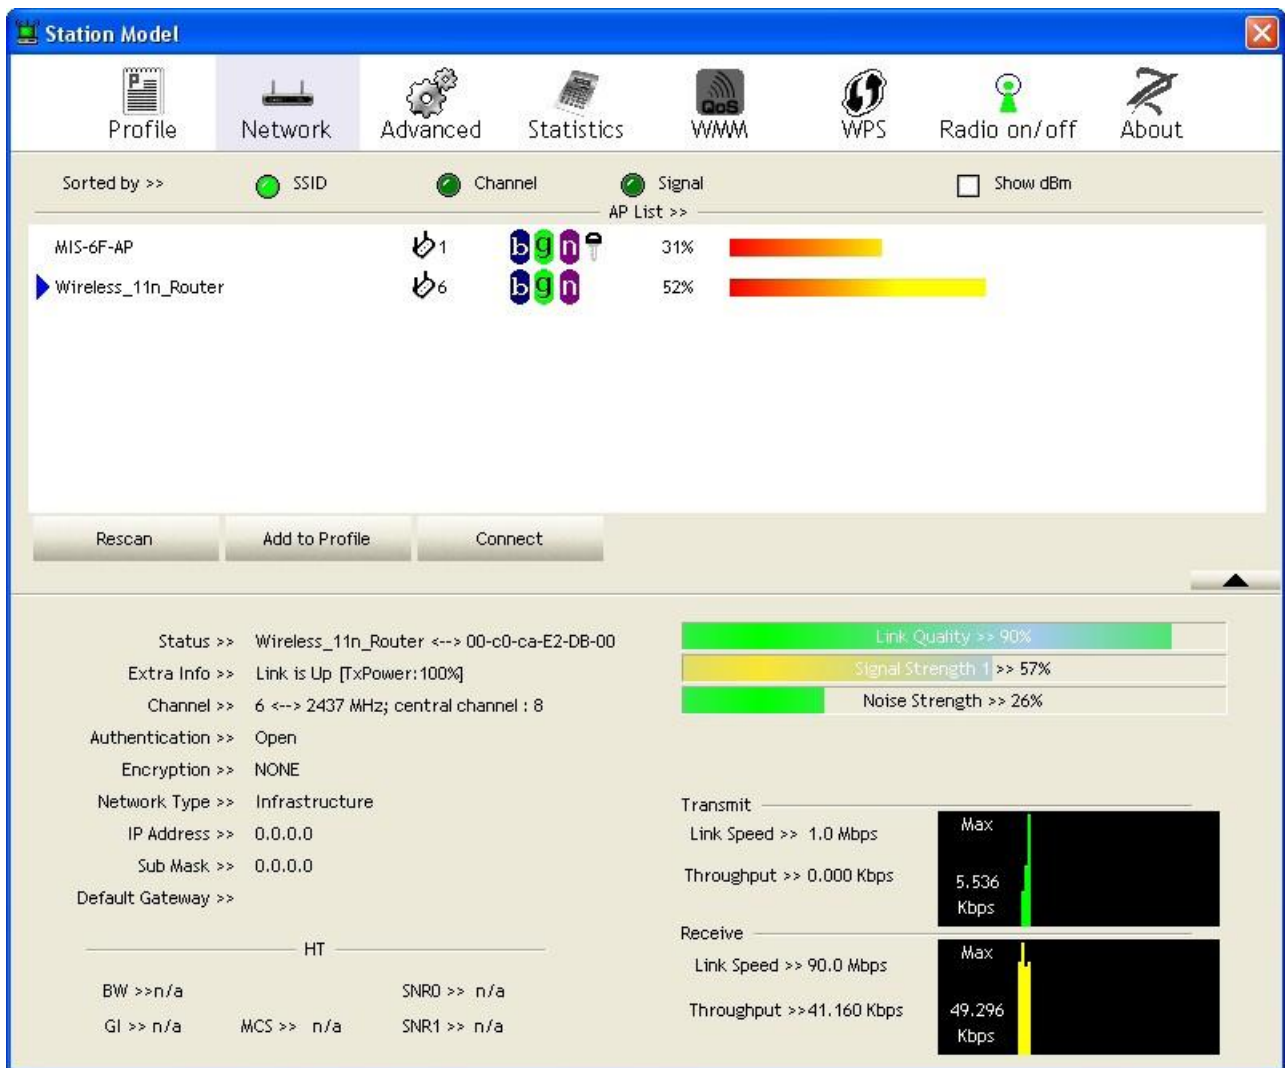 Station Model
Profile Network Advanced Statistics WMM WPS Radio on/off About
P
QoS
Sorted by >> SSID Channel Signal Show dBm
AP List >>
MIS-6F-AP 1 b g n 31%
Wireless_11n_Router 6 b g n 52%
Rescan Add to Profile Connect
Status >> Wireless_11n_Router <--> 00-c0-ca-E2-DB-00
Extra Info >> Link is Up [TxPower:100%]
Channel >> 6 <--> 2437 MHz; central channel : 8
Authentication >> Open
Encryption >> NONE
Network Type >> Infrastructure
IP Address >> 0.0.0.0
Sub Mask >> 0.0.0.0
Default Gateway >>
HT
BW >>n/a SNR0 >> n/a
GI >> n/a MCS >> n/a SNR1 >> n/a
Link Quality >> 90%
Signal Strength 1 >> 57%
Noise Strength >> 26%
Transmit
Link Speed >> 1.0 Mbps
Throughput >> 0.000 Kbps
Max
5.536
Kbps
Receive
Link Speed >> 90.0 Mbps
Throughput >>41.160 Kbps
Max
49.296
Kbps